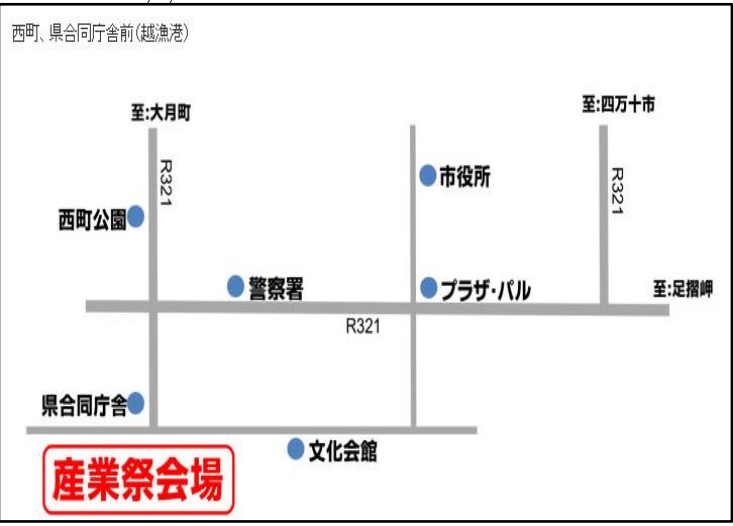 西町、県合同庁舎前(越漁港)
至:大月町
至:四万十市
R321
市役所
R321
西町公園
警察署
プラザ・パル
至:足摺岬
R321
県合同庁舎
文化会館
産業祭会場